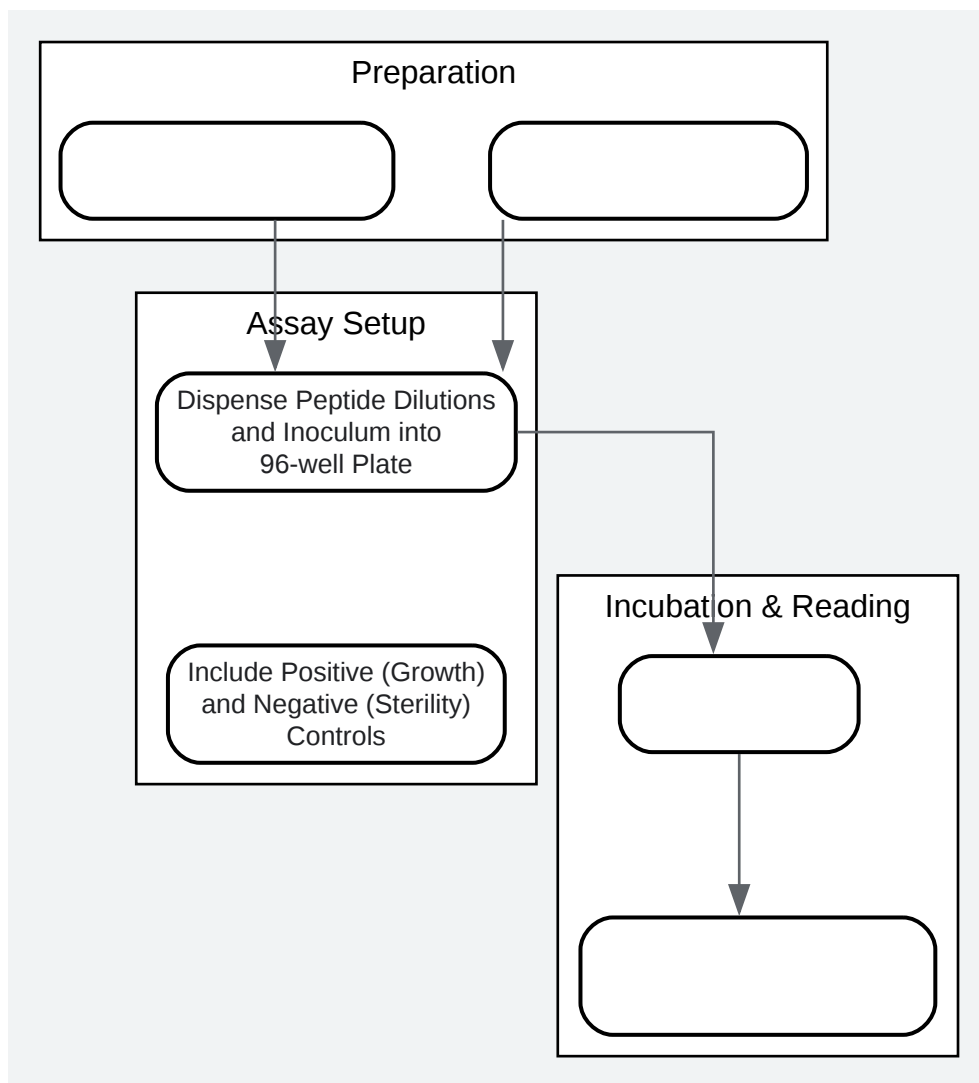 Preparation
Assay Setup
Dispense Peptide Dilutions
and Inoculum into
96-well Plate
Include Positive (Growth)
and Negative (Sterility)
Controls
Incubation & Reading